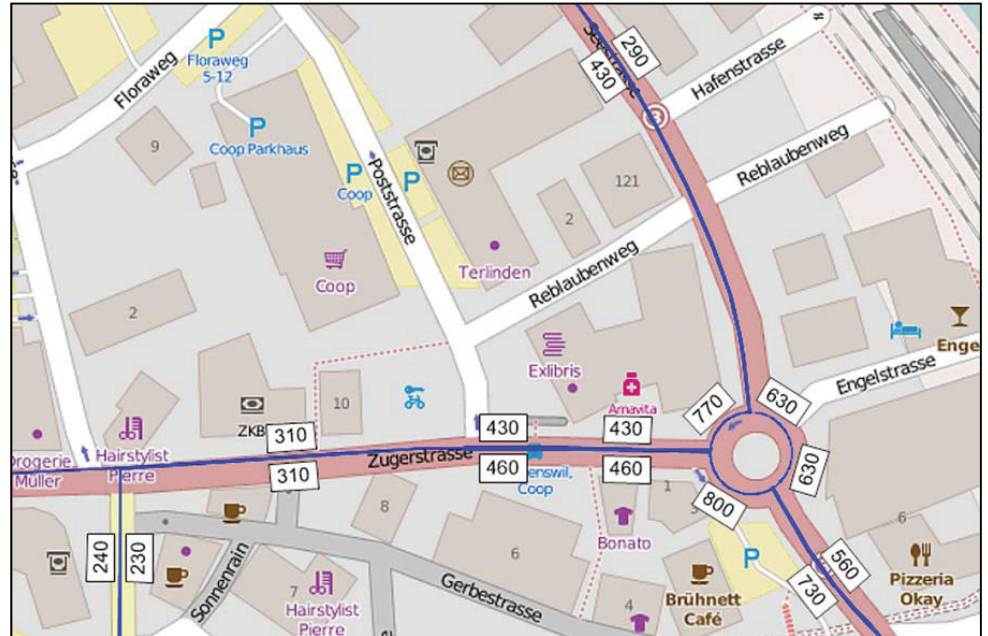 290
430
Seestrasse
Hafenstrasse
P
Floraweg
5-12
Floraweg
P
Coop Parkhaus
9
P
Coop
P
Poststrasse
121
2
Reblaubenweg
Terlinden
Reblaubenweg
Coop
2
Exlibris
Amavita
Enge
Engelstrasse
10
ZKB
310
310
Zugerstrasse
430
430
460
460
enswil,
Coop
770
630
630
800
Drogerie
Müller
Hairstylist
Pierre
8
1
6
Bonato
6
P
560
730
Pizzeria
Okay
240
230
Sonnenrain
7
Hairstylist
Pierre
Gerbestrasse
4
Brühnett
Café